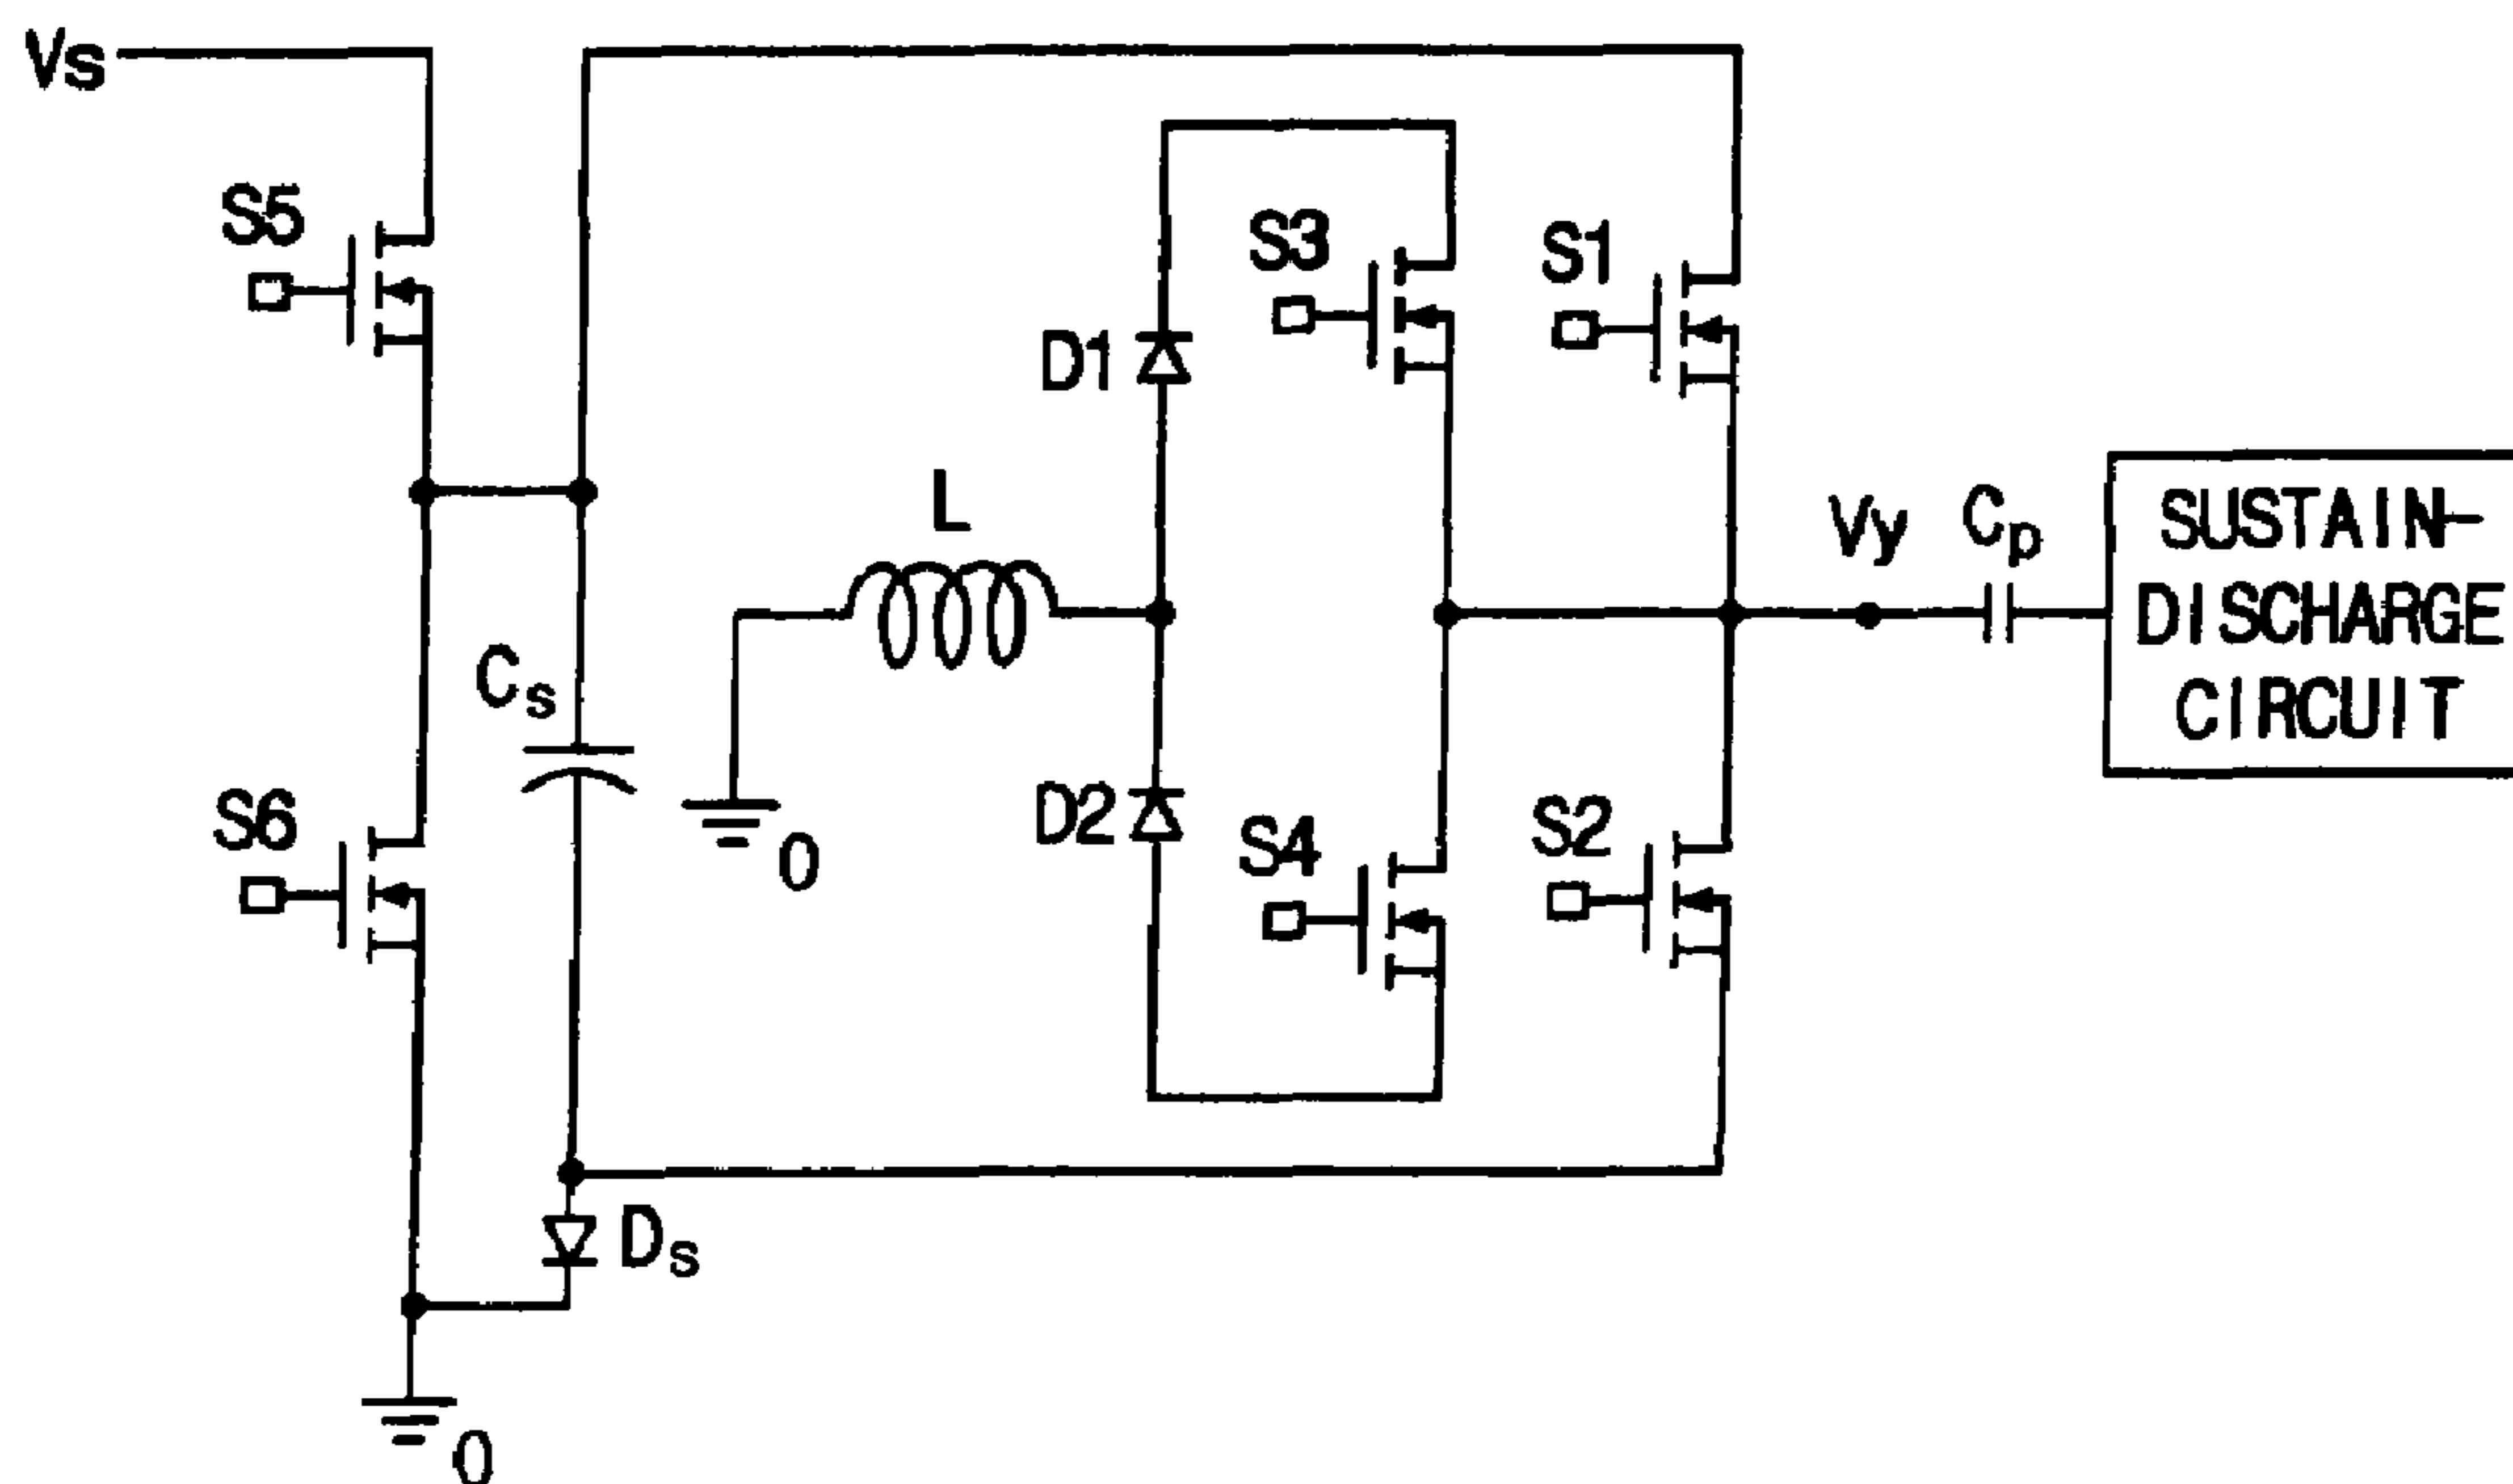 Vs
S5
S3
S1
D1
L
Vy
Cp
SUSTAIN-
DISCHARGE
CIRCUIT
Cs
S6
0
D2
S4
S2
Ds
0